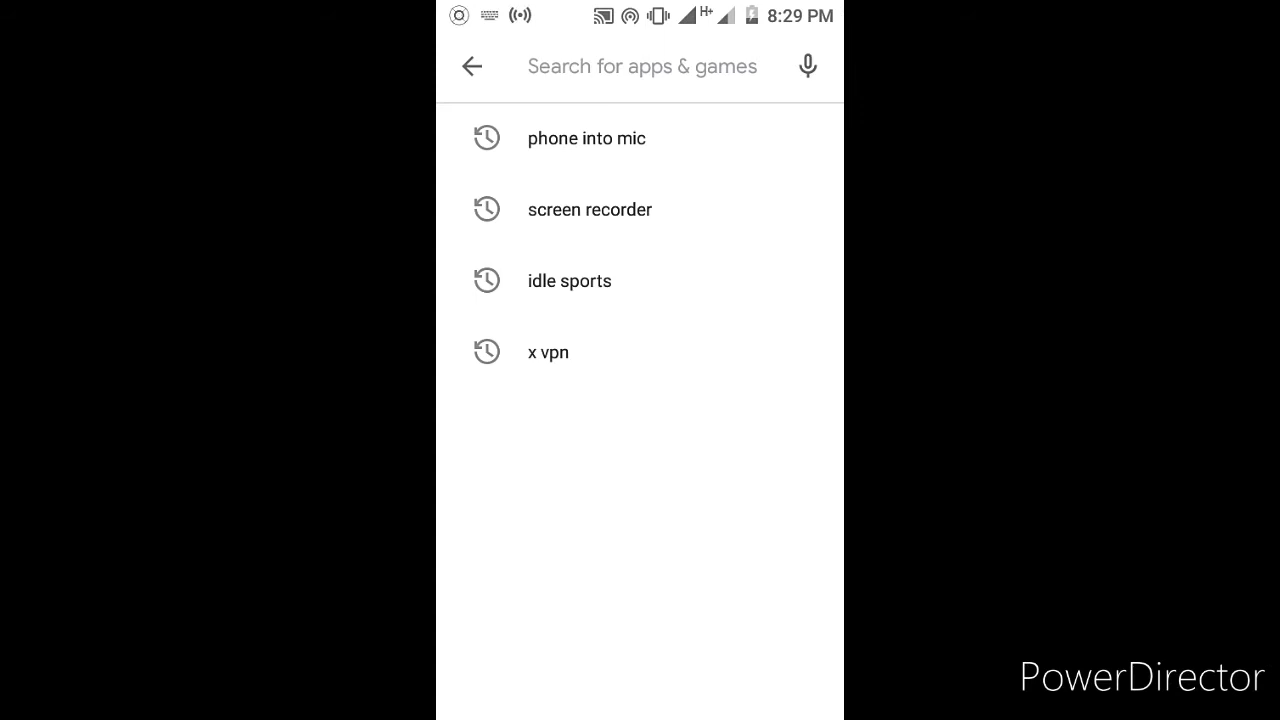 H+ 8:29 PM
Search for apps & games
phone into mic
screen recorder
idle sports
x vpn
PowerDirector